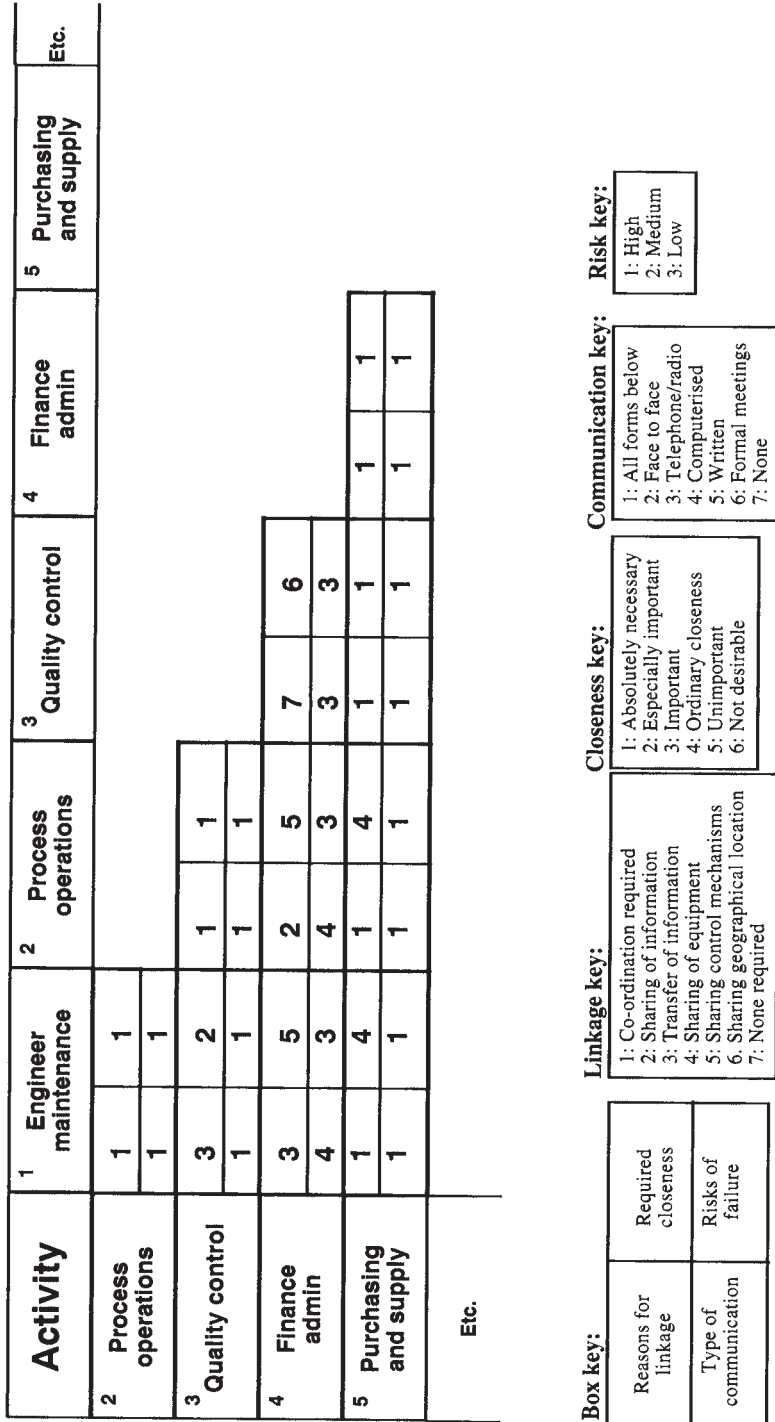 Activity
1 Engineer
maintenance
2 Process
operations
3 Quality control
4 Finance
admin
5 Purchasing
and supply
Etc.
2 Process
operations
1 1
1 1
3 Quality control
3 2 1 1
1 1 1 1
4 Finance
admin
3 5 2 5 7 6
4 3 4 3 3 3
5 Purchasing
and supply
1 4 1 4 1 1 1 1
1 1 1 1 1 1 1 1
Etc.
Box key:
Reasons for
linkage
Required
closeness
Type of
communication
Risks of
failure
Linkage key:
1: Co-ordination required
2: Sharing of information
3: Transfer of information
4: Sharing of equipment
5: Sharing control mechanisms
6. Sharing geographical location
7: None required
Closeness key:
1: Absolutely necessary
2: Especially important
3: Important
4: Ordinary closeness
5: Unimportant
6: Not desirable
Communication key:
1: All forms below
2: Face to face
3: Telephone/radio
4: Computerised
5: Written
6: Formal meetings
7: None
Risk key:
1: High
2: Medium
3: Low